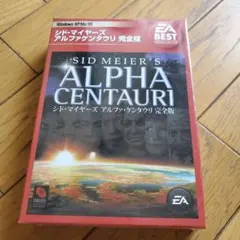 Windows XP/Me/98
シド・マイヤーズ
アルファケンタウリ 完全版
EA
BEST
SID MEIER'S
ALPHA
CENTAURI
シド・マイヤーズ アルファ・ケンタウリ 完全版
EA